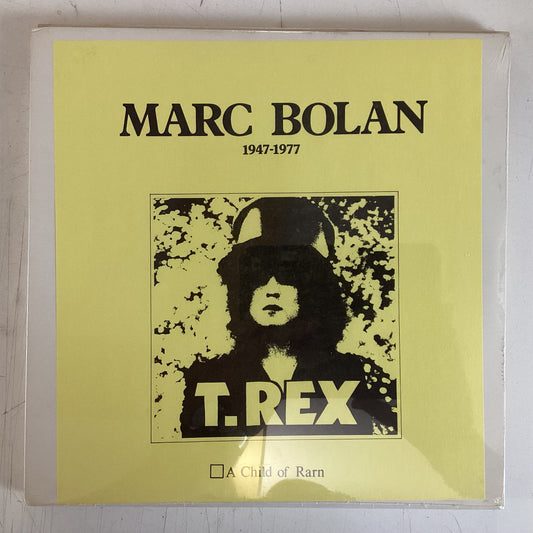 MARC BOLAN
1947-1977
T.REX
A Child of Rarn